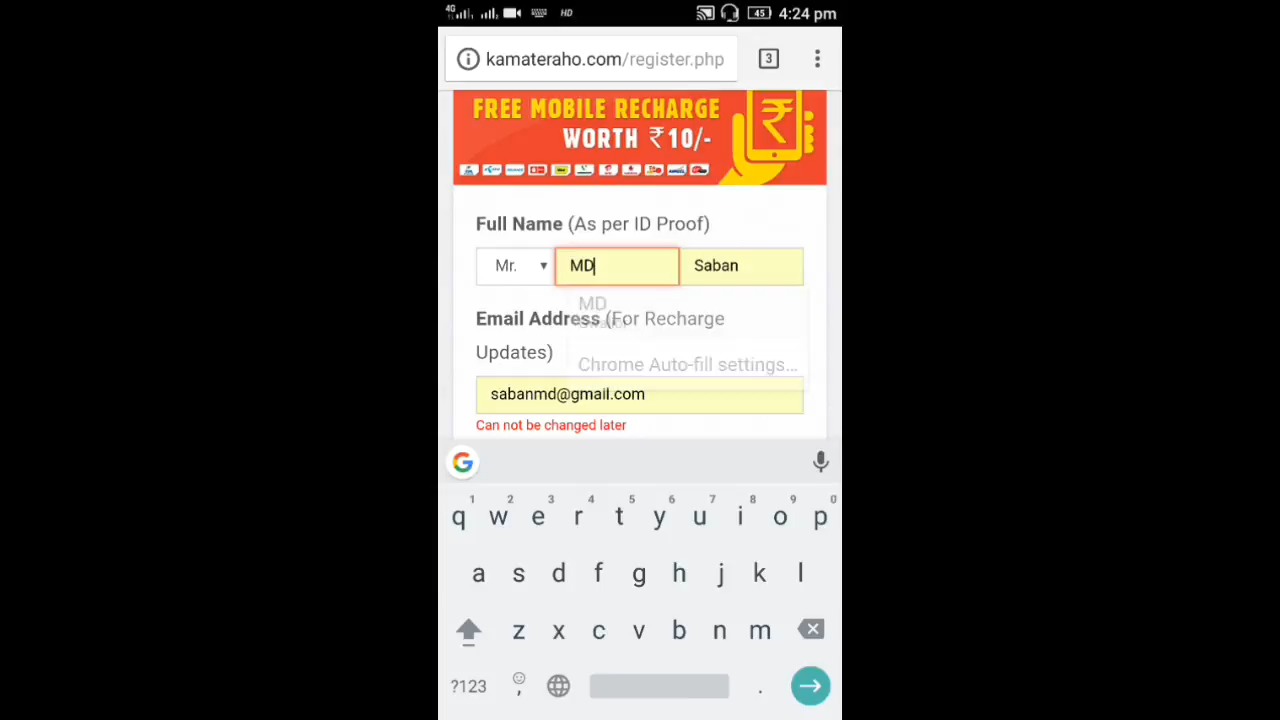 4G HD 45 4:24 pm
kamateraho.com/register.php 3
FREE MOBILE RECHARGE
WORTH ₹10/-
Full Name (As per ID Proof)
Mr. MD Saban
MD
Email Address (For Recharge
Updates)
Chrome Auto-fill settings...
sabanmd@gmail.com
Can not be changed later
1 2 3 4 5 6 7 8 9 0
q w e r t y u i o p
a s d f g h j k l
z x c v b n m
?123 , .